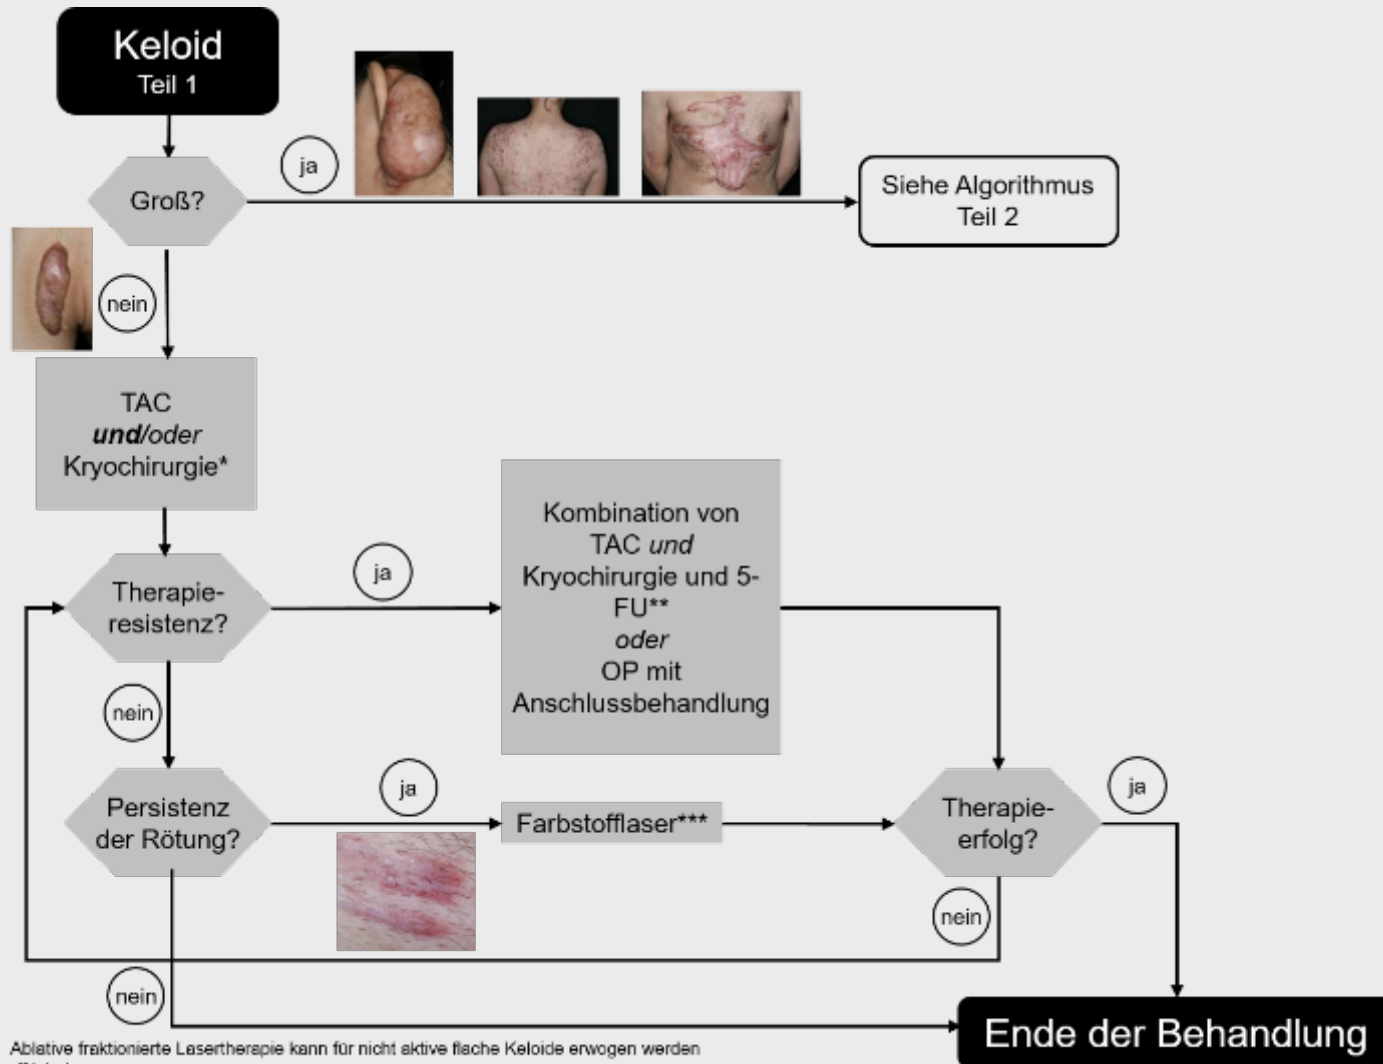 Keloid
Teil 1
ja
Groß?
Siehe Algorithmus
Teil 2
nein
TAC
und/oder
Kryochirurgie*
Kombination von
TAC und
Kryochirurgie und 5-
FU**
oder
OP mit
Anschlussbehandlung
Therapie-
resistenz?
ja
nein
Persistenz
der Rötung?
ja
Farbstofflaser***
Therapie-
erfolg?
ja
nein
nein
Ende der Behandlung
Ablative fraktionierte Lasertherapie kann für nicht aktive flache Keloide erwogen werden